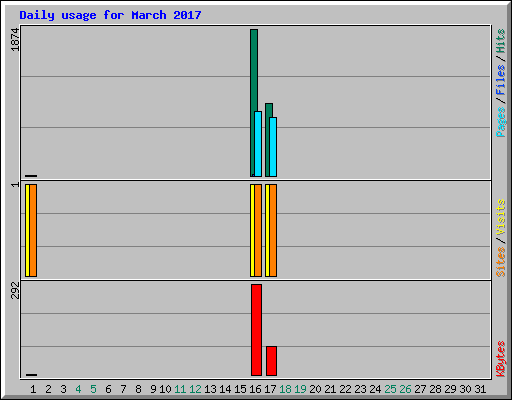 Daily usage for March 2017
1874
Pages / Files / Hits
1
Sites / Visits
292
KBytes
1 2 3 4 5 6 7 8 9 10 11 12 13 14 15 16 17 18 19 20 21 22 23 24 25 26 27 28 29 30 31